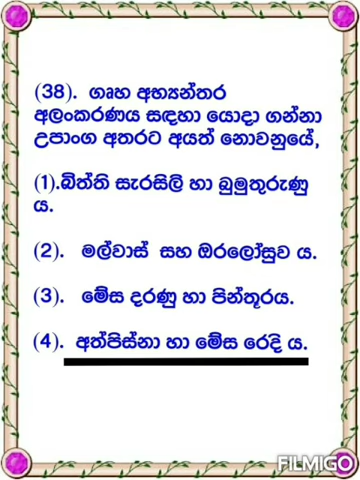 (38). ගෘහ අභ්‍යන්තර
අලංකරණය සඳහා යොදා ගන්නා
උපාංග අතරට අයත් නොවනුයේ,
(1).බිත්ති සැරසිලි හා බුමුතුරුණු
ය.
(2). මල්වාස් සහ ඔරලෝසුව ය.
(3). මේස දරණු හා පින්තූරය.
(4). අත්පිස්නා හා මේස රෙදි ය.
FILMIGO